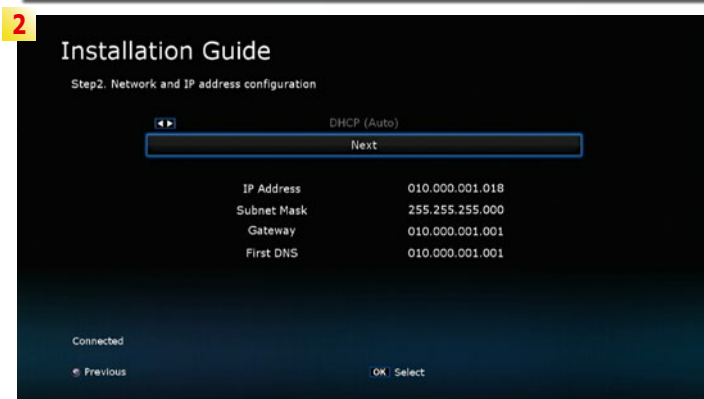 2
Installation Guide
Step2. Network and IP address configuration
DHCP (Auto)
Next
IP Address 010.000.001.018
Subnet Mask 255.255.255.000
Gateway 010.000.001.001
First DNS 010.000.001.001
Connected
Previous OK Select